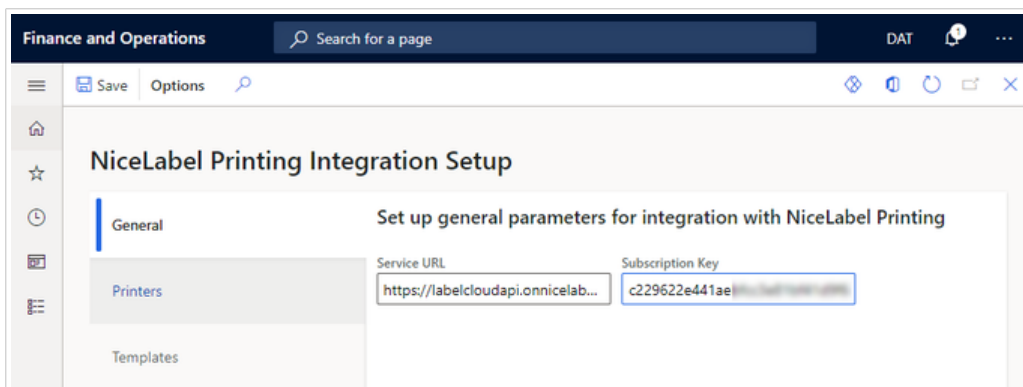 Finance and Operations
Search for a page
DAT
1
...
Save
Options
NiceLabel Printing Integration Setup
General
Set up general parameters for integration with NiceLabel Printing
Service URL
Subscription Key
https://labelcloudapi.onnicelab...
c229622e441ae
Printers
Templates